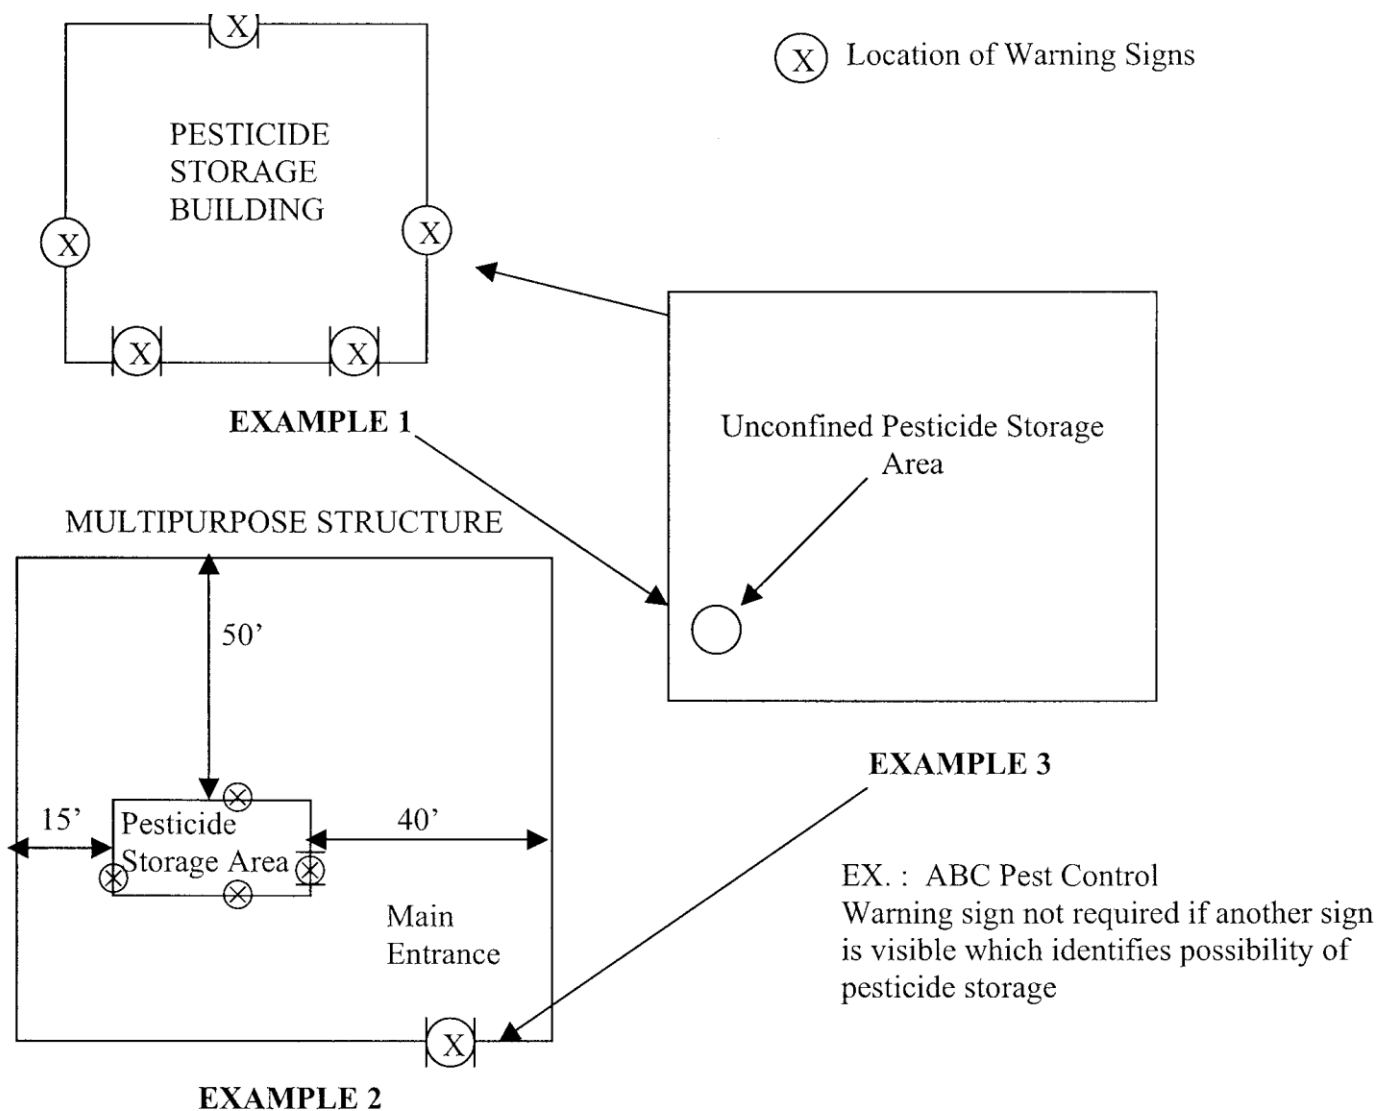 X
X Location of Warning Signs
PESTICIDE
STORAGE
BUILDING
X
X
X
X
EXAMPLE 1
Unconfined Pesticide Storage
Area
MULTIPURPOSE STRUCTURE
50’
EXAMPLE 3
15’
Pesticide
Storage Area
40’
X
X
X
X
EX. : ABC Pest Control
Warning sign not required if another sign
is visible which identifies possibility of
pesticide storage
Main
Entrance
X
EXAMPLE 2